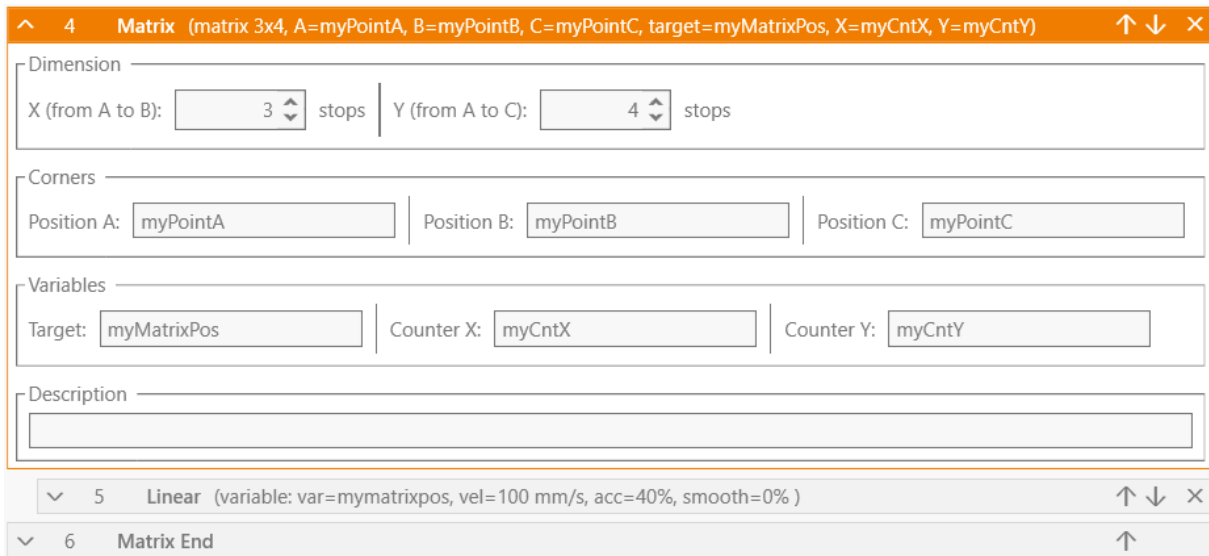 4 Matrix (matrix 3x4, A=myPointA, B=myPointB, C=myPointC, target=myMatrixPos, X=myCntX, Y=myCntY)
Dimension
X (from A to B): 3 stops Y (from A to C): 4 stops
Corners
Position A: myPointA Position B: myPointB Position C: myPointC
Variables
Target: myMatrixPos Counter X: myCntX Counter Y: myCntY
Description
5 Linear (variable: var=mymatrixpos, vel=100 mm/s, acc=40%, smooth=0% )
6 Matrix End